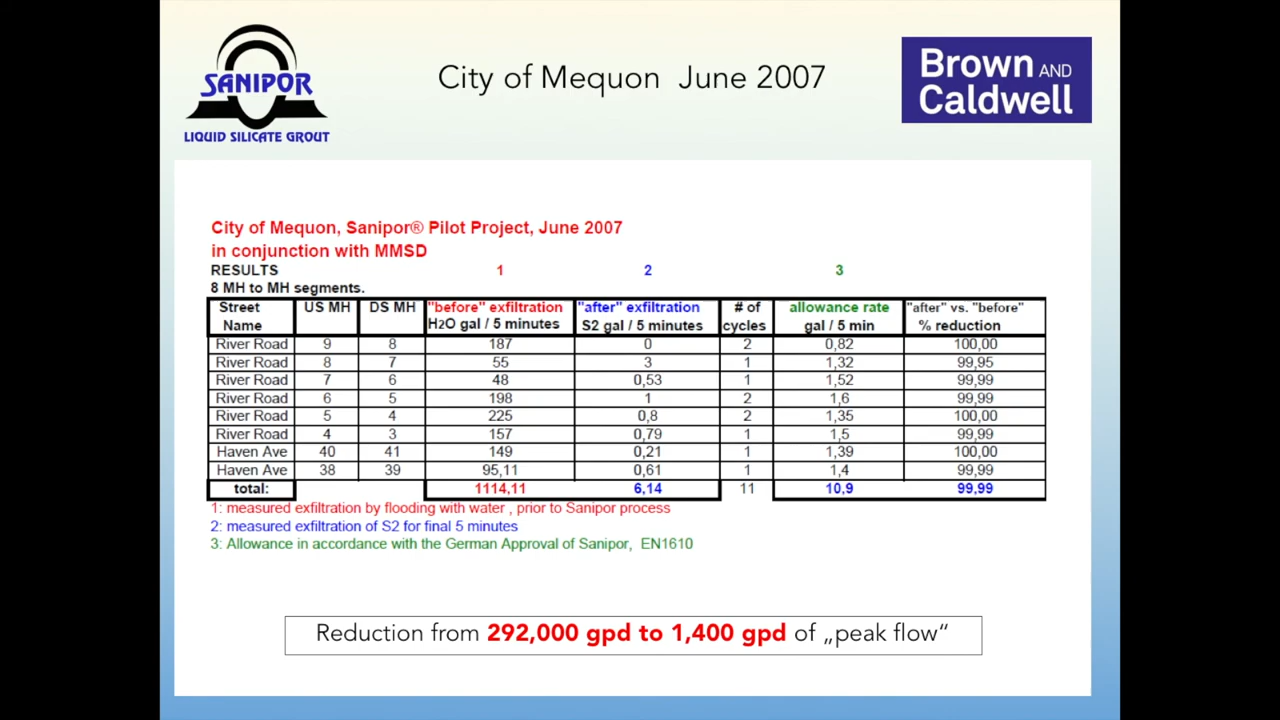 SANIPOR
LIQUID SILICATE GROUT
City of Mequon June 2007
Brown AND
Caldwell
City of Mequon, Sanipor® Pilot Project, June 2007
in conjunction with MMSD
RESULTS 1 2 3
8 MH to MH segments.
Street US MH DS MH "before" exfiltration "after" exfiltration # of allowance rate "after" vs. "before"
Name H2O gal / 5 minutes S2 gal / 5 minutes cycles gal / 5 min % reduction
River Road 9 8 187 0 2 0,82 100,00
River Road 8 7 55 3 1 1,32 99,95
River Road 7 6 48 0,53 1 1,52 99,99
River Road 6 5 198 1 2 1,6 99,99
River Road 5 4 225 0,8 2 1,35 100,00
River Road 4 3 157 0,79 1 1,5 99,99
Haven Ave 40 41 149 0,21 1 1,39 100,00
Haven Ave 38 39 95,11 0,61 1 1,4 99,99
total: 1114,11 6,14 11 10,9 99,99
1: measured exfiltration by flooding with water , prior to Sanipor process
2: measured exfiltration of S2 for final 5 minutes
3: Allowance in accordance with the German Approval of Sanipor, EN1610
Reduction from 292,000 gpd to 1,400 gpd of „peak flow“